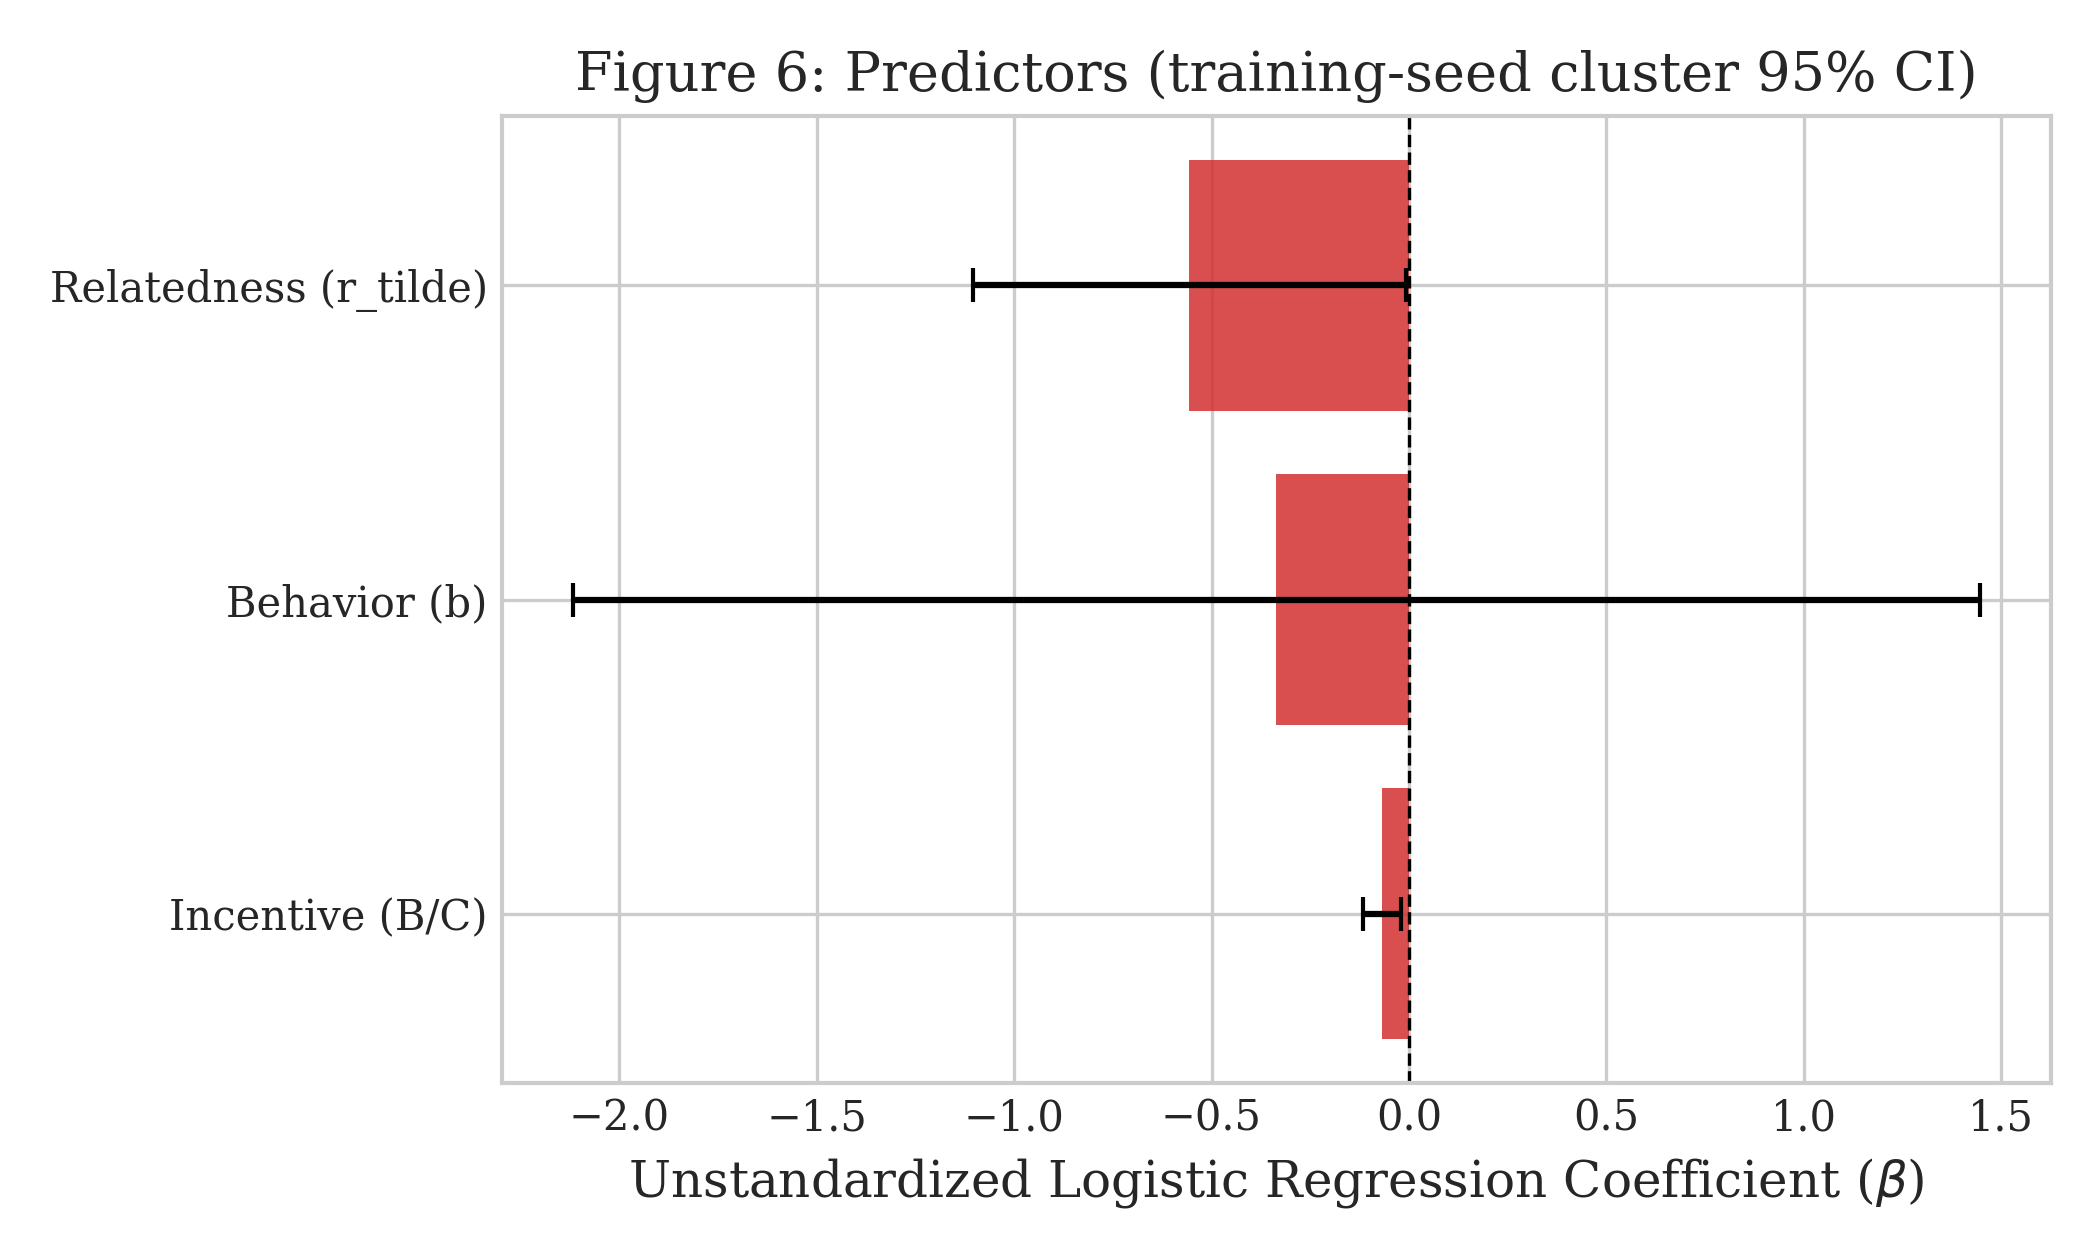 Figure 6: Predictors (training-seed cluster 95% CI)
Relatedness (r_tilde)
Behavior (b)
Incentive (B/C)
−2.0 −1.5 −1.0 −0.5 0.0 0.5 1.0 1.5
Unstandardized Logistic Regression Coefficient (β)